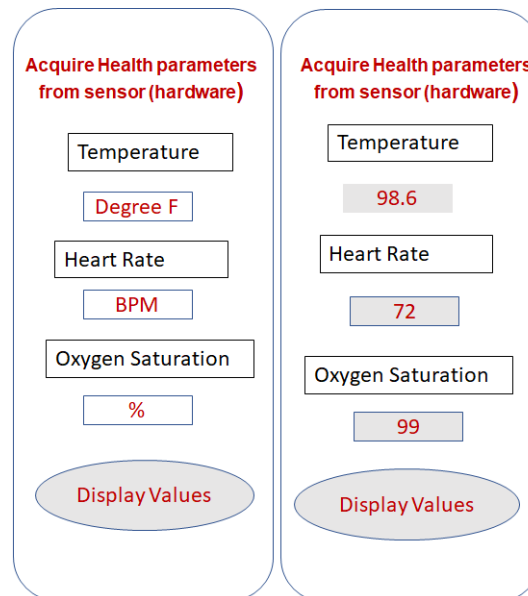 Acquire Health parameters
from sensor (hardware)
Temperature
Degree F
Heart Rate
BPM
Oxygen Saturation
%
Display Values
Acquire Health parameters
from sensor (hardware)
Temperature
98.6
Heart Rate
72
Oxygen Saturation
99
Display Values